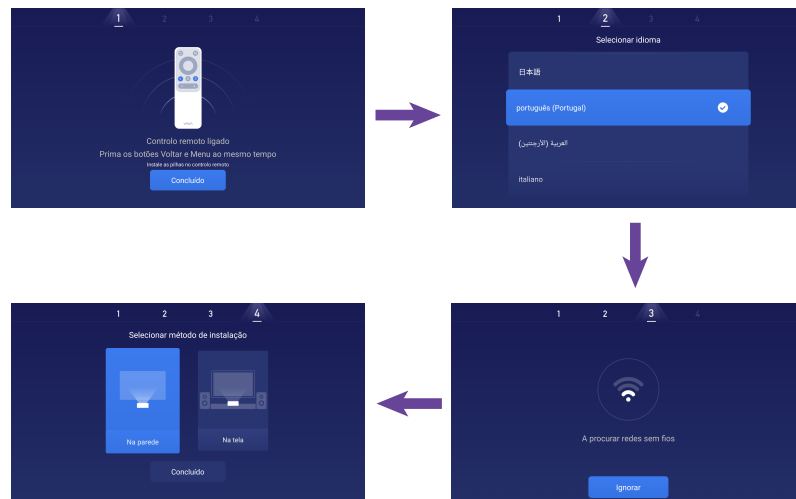 1 2 3 4
Controlo remoto ligado
Prima os botões Voltar e Menu ao mesmo tempo
Instale as pilhas no controlo remoto
Concluído
1 2 3 4
Selecionar idioma
日本語
português (Portugal)
العربية (الأرجنتين)
italiano
1 2 3 4
A procurar redes sem fios
Ignorar
1 2 3 4
Selecionar método de instalação
Na parede
Na tela
Concluído